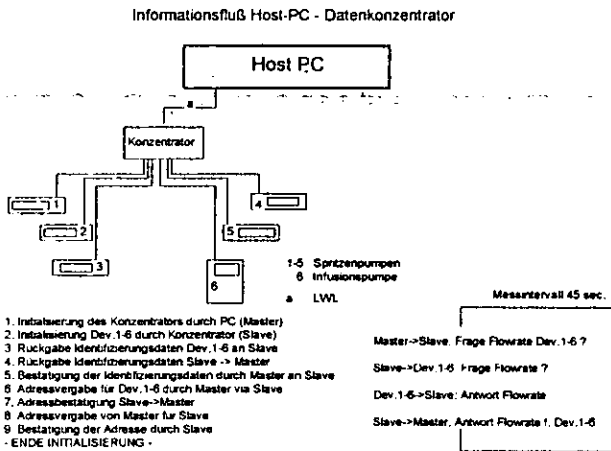 Informationsfluß Host-PC - Datenkonzentrator
Host PC
a
Konzentrator
1
2
3
4
5
6
1-5 Spritzenpumpen
6 Infusionspumpe
a LWL
1. Initialisierung des Konzentrators durch PC (Master)
2. Initialisierung Dev.1-6 durch Konzentrator (Slave)
3 Rückgabe Identifizierungsdaten Dev.1-6 an Slave
4. Rückgabe Identifizierungsdaten Slave -> Master
5. Bestätigung der Identifizierungsdaten durch Master an Slave
6 Adressvergabe für Dev.1-6 durch Master via Slave
7. Adressbestätigung Slave->Master
8 Adressvergabe von Master für Slave
9 Bestätigung der Adresse durch Slave
- ENDE INITIALISIERUNG -
Messintervall 45 sec.
Master->Slave. Frage Flowrate Dev.1-6 ?
Slave->Dev.1-6 Frage Flowrate ?
Dev.1-6->Slave: Antwort Flowrate
Slave->Master, Antwort Flowrate f. Dev.1-6